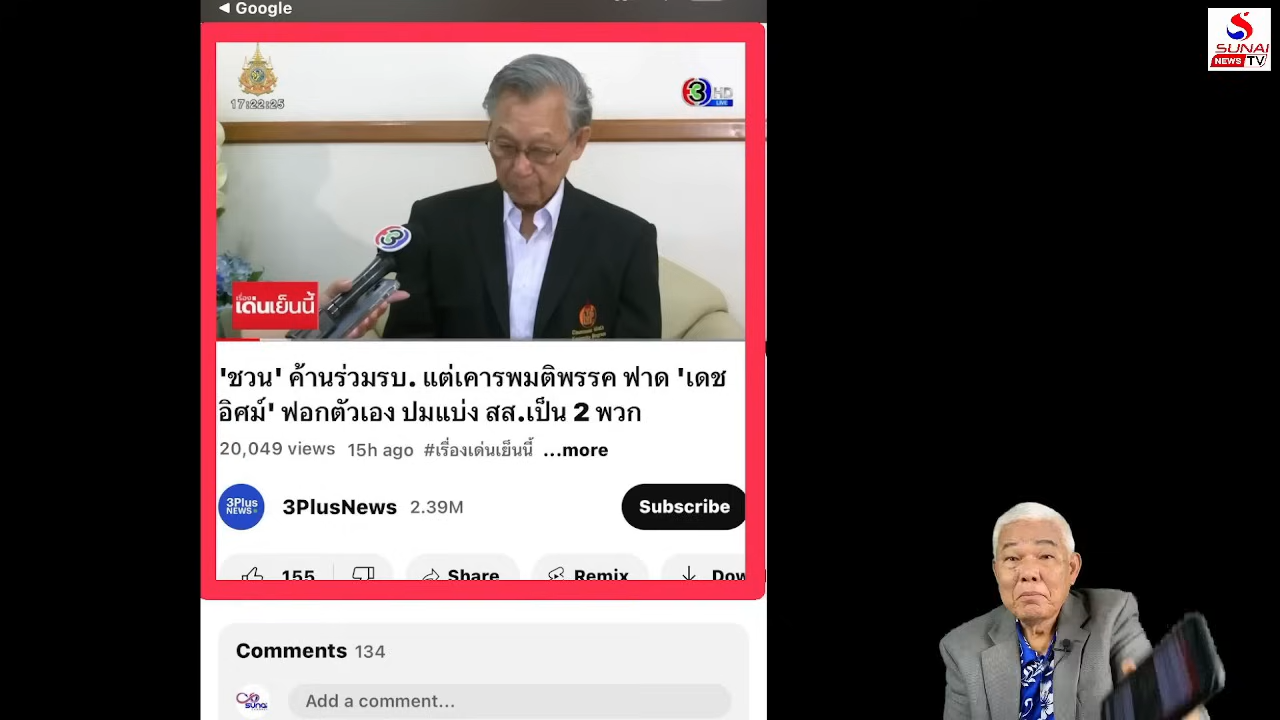 ◀ Google
17:22:25
3 HD
LIVE
SUNAI
NEWS TV
3
เรื่อง
เด่นเย็นนี้
'ชวน' ค้านร่วมรบ. แต่เคารพมติพรรค ฟาด 'เดช
อิศม์' ฟอกตัวเอง ปมแบ่ง สส.เป็น 2 พวก
20,049 views 15h ago #เรื่องเด่นเย็นนี้ ...more
3Plus
NEWS
3PlusNews 2.39M
Subscribe
155 Share Remix Dow
Comments 134
sunai
Add a comment...